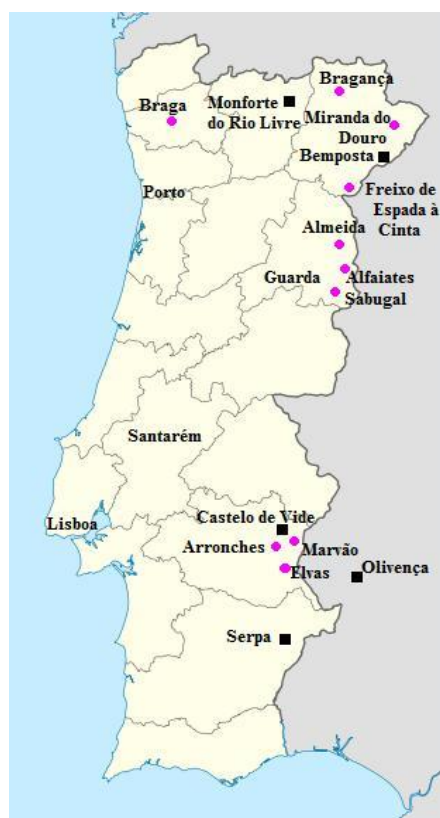 Bragança
Braga
Monforte
do Rio Livre
Miranda do
Douro
Bemposta
Porto
Freixo de
Espada à
Cinta
Almeida
Guarda
Alfaiates
Sabugal
Santarém
Lisboa
Castelo de Vide
Arronches
Marvão
Elvas
Olivença
Serpa